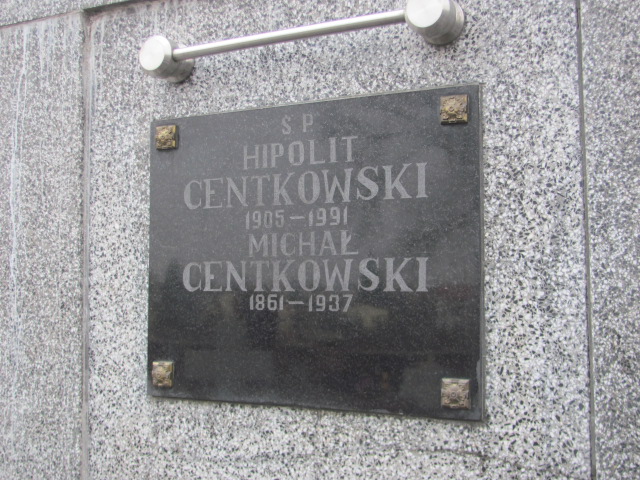 Ś P.
HIPOLIT
CENTKOWSKI
1905-1991
MICHAŁ
CENTKOWSKI
1861-1937